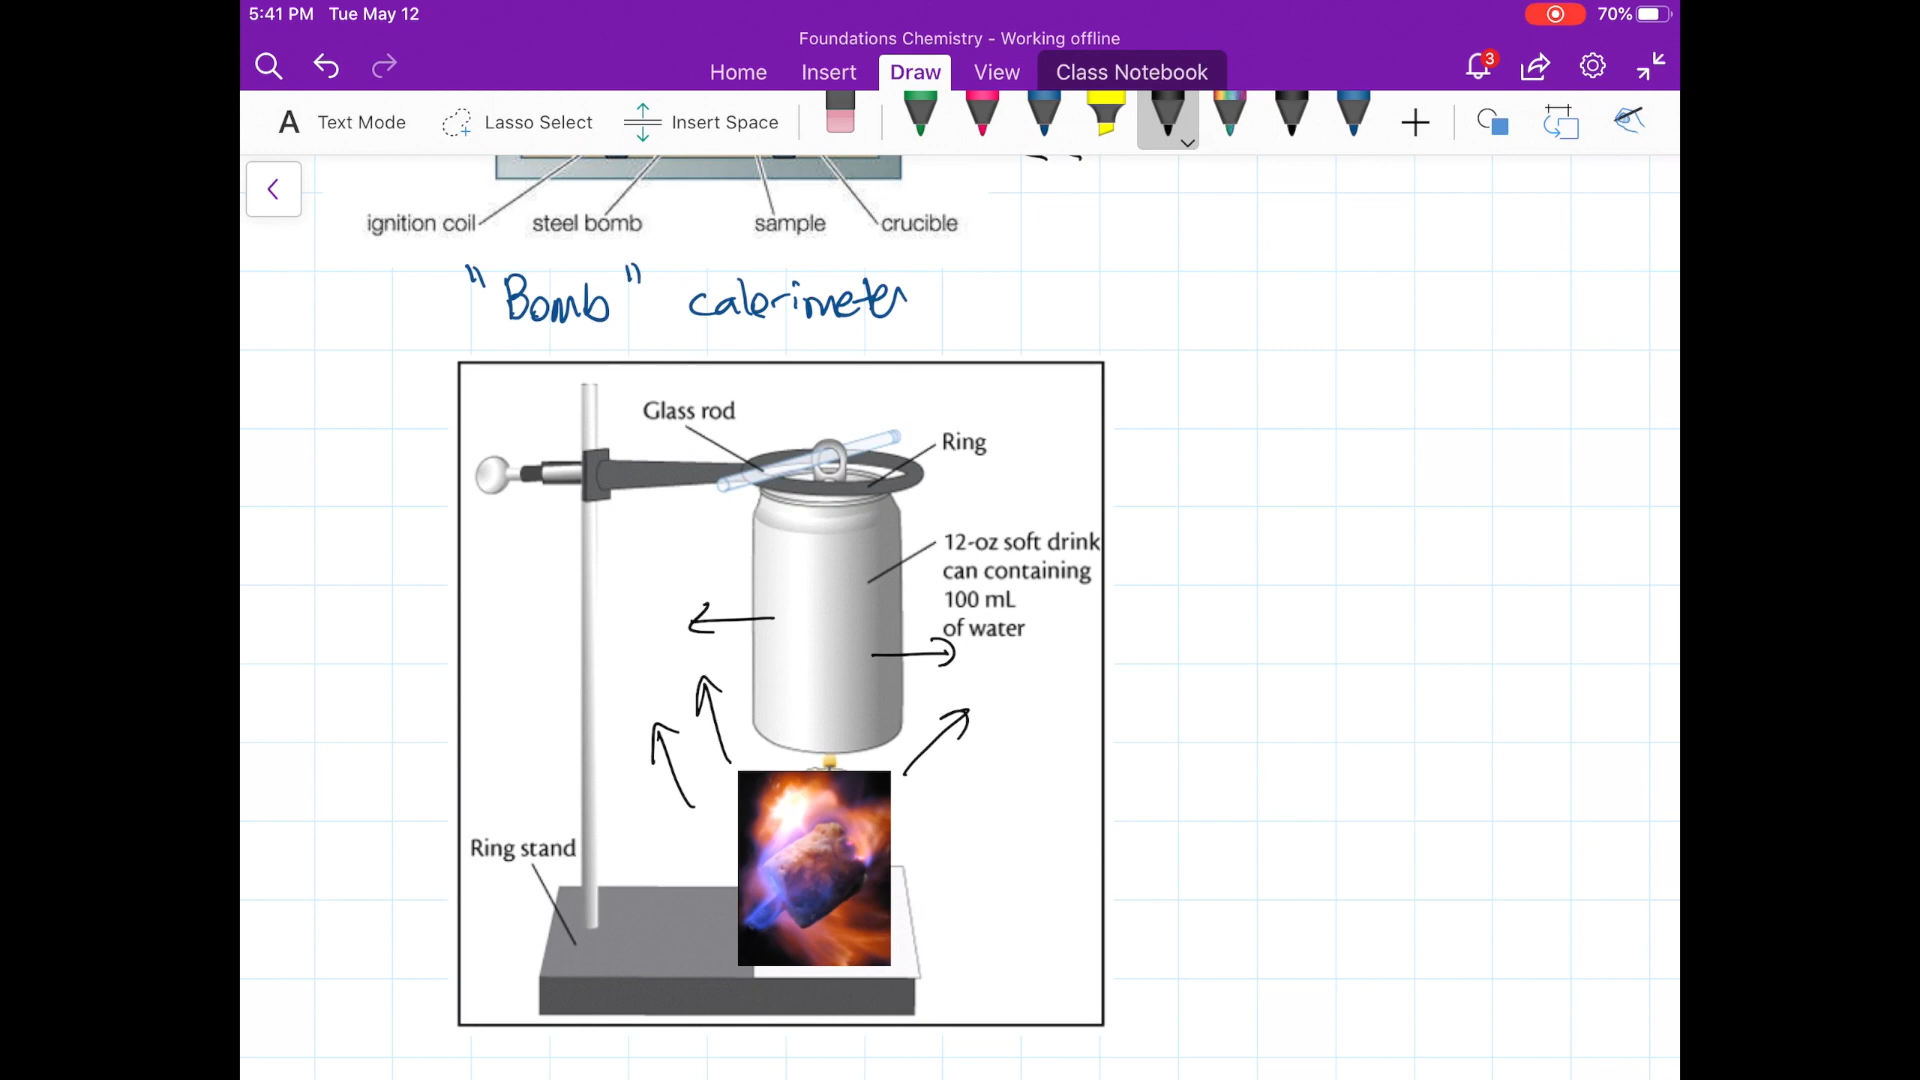 5:41 PM Tue May 12
70%
Foundations Chemistry - Working offline
Home Insert Draw View Class Notebook
3
A Text Mode Lasso Select Insert Space
ignition coil steel bomb sample crucible
"Bomb" calorimeter
Glass rod
Ring
12-oz soft drink
can containing
100 mL
of water
Ring stand